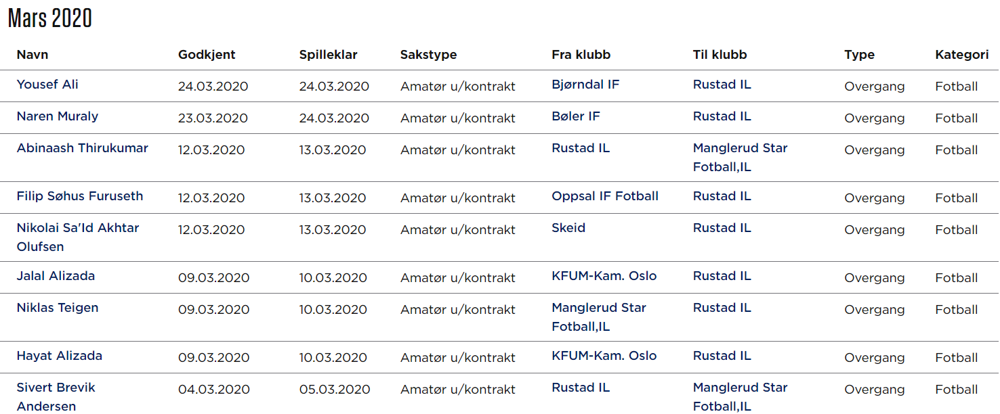 Mars 2020
Navn Godkjent Spilleklar Sakstype Fra klubb Til klubb Type Kategori
Yousef Ali 24.03.2020 24.03.2020 Amatør u/kontrakt Bjørndal IF Rustad IL Overgang Fotball
Naren Muraly 23.03.2020 24.03.2020 Amatør u/kontrakt Bøler IF Rustad IL Overgang Fotball
Abinaash Thirukumar 12.03.2020 13.03.2020 Amatør u/kontrakt Rustad IL Manglerud Star Overgang Fotball
Fotball,IL
Filip Søhus Furuseth 12.03.2020 13.03.2020 Amatør u/kontrakt Oppsal IF Fotball Rustad IL Overgang Fotball
Nikolai Sa'Id Akhtar 12.03.2020 13.03.2020 Amatør u/kontrakt Skeid Rustad IL Overgang Fotball
Olufsen
Jalal Alizada 09.03.2020 10.03.2020 Amatør u/kontrakt KFUM-Kam. Oslo Rustad IL Overgang Fotball
Niklas Teigen 09.03.2020 10.03.2020 Amatør u/kontrakt Manglerud Star Rustad IL Overgang Fotball
Fotball,IL
Hayat Alizada 09.03.2020 10.03.2020 Amatør u/kontrakt KFUM-Kam. Oslo Rustad IL Overgang Fotball
Sivert Brevik 04.03.2020 05.03.2020 Amatør u/kontrakt Rustad IL Manglerud Star Overgang Fotball
Andersen Fotball,IL